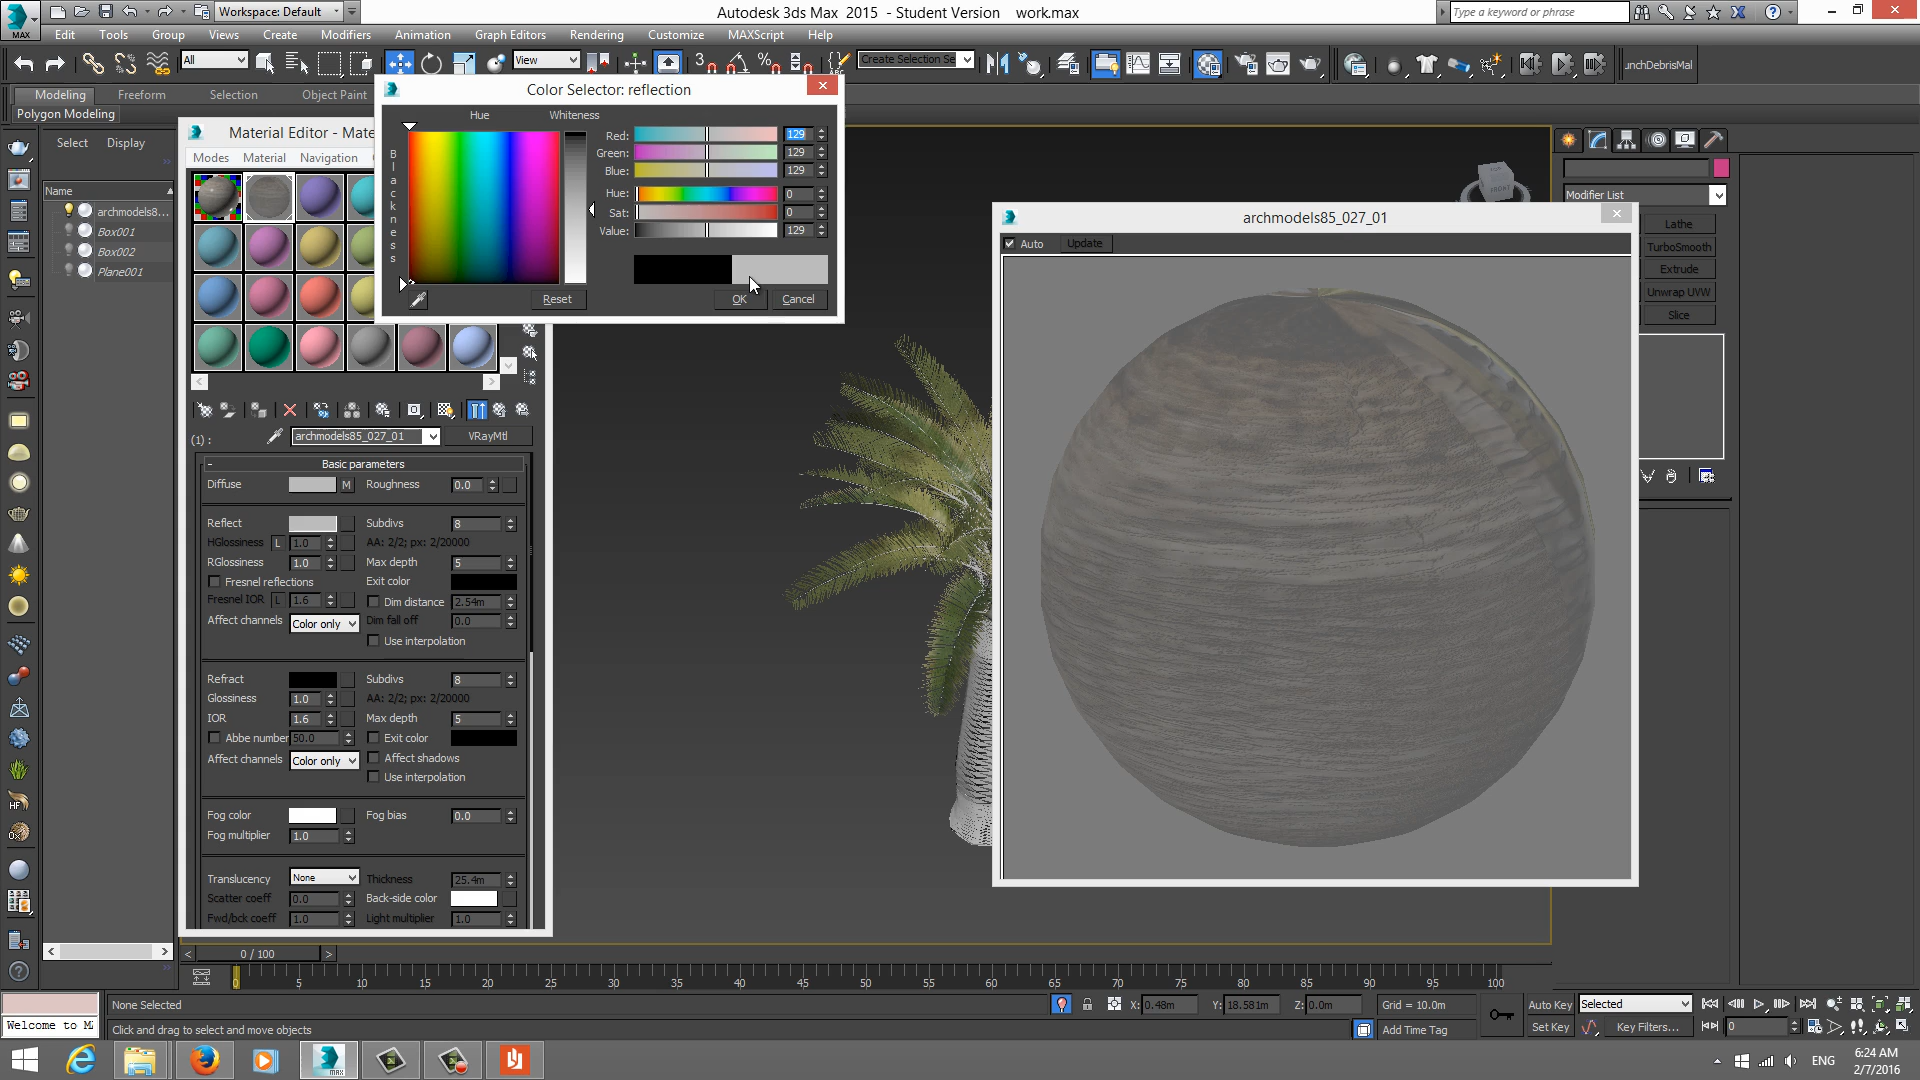 Workspace: Default
Autodesk 3ds Max 2015 - Student Version work.max
Type a keyword or phrase
MAX
Edit Tools Group Views Create Modifiers Animation Graph Editors Rendering Customize MAXScript Help
All
View
3
Create Selection Se
unchDebrisMal
Modeling Freeform Selection Object Paint
Polygon Modeling
Select Display
Name
archmodels8...
Box001
Box002
Plane001
Material Editor - Mate
Modes Material Navigation
Color Selector: reflection
Hue Whiteness
Blackness
Red: 129
Green: 129
Blue: 129
Hue: 0
Sat: 0
Value: 129
Reset OK Cancel
(1) : archmodels85_027_01 VRayMtl
- Basic parameters
Diffuse M Roughness 0.0
Reflect Subdivs 8
HGlossiness L 1.0 AA: 2/2; px: 2/20000
RGlossiness 1.0 Max depth 5
Fresnel reflections Exit color
Fresnel IOR L 1.6 Dim distance 2.54m
Affect channels Color only Dim fall off 0.0
Use interpolation
Refract Subdivs 8
Glossiness 1.0 AA: 2/2; px: 2/20000
IOR 1.6 Max depth 5
Abbe number 50.0 Exit color
Affect channels Color only Affect shadows
Use interpolation
Fog color Fog bias 0.0
Fog multiplier 1.0
Translucency None Thickness 25.4m
Scatter coeff 0.0 Back-side color
Fwd/bck coeff 1.0 Light multiplier 1.0
archmodels85_027_01
Auto Update
FRONT
Modifier List
Lathe
TurboSmooth
Extrude
Unwrap UVW
Slice
< 0 / 100 >
0 5 10 15 20 25 30 35 40 45 50 55 60 65 70 75 80 85 90 95 100
None Selected
X: 0.48m Y: 18.581m Z: 0.0m Grid = 10.0m
Auto Key Selected
Welcome to M
Click and drag to select and move objects
Add Time Tag
Set Key Key Filters... 0
MAX
ENG
6:24 AM
2/7/2016